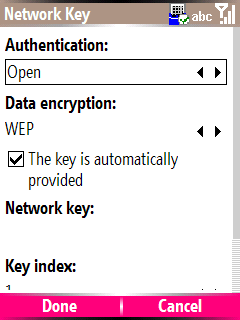 Network Key abc
Authentication:
Open
Data encryption:
WEP
The key is automatically
provided
Network key:
Key index:
Done Cancel